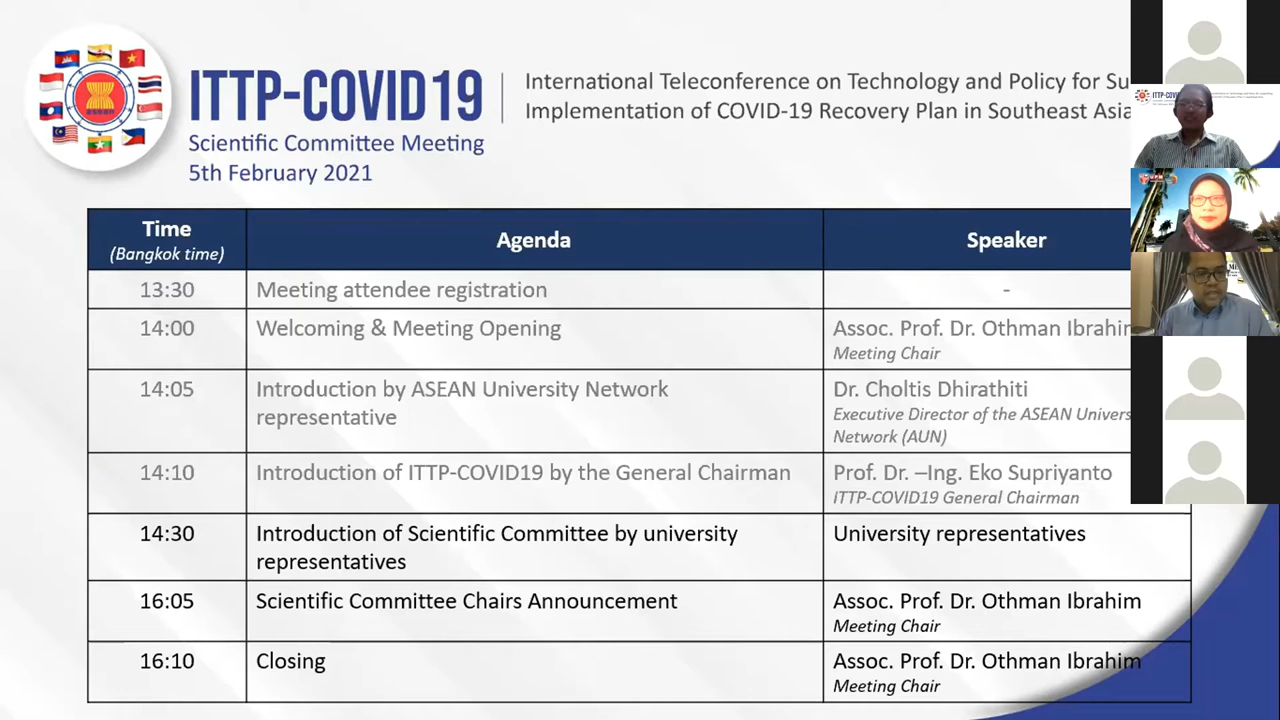 ITTP-COVID19
International Teleconference on Technology and Policy for Su
Implementation of COVID-19 Recovery Plan in Southeast Asia
Scientific Committee Meeting
5th February 2021
Time
(Bangkok time)
Agenda
Speaker
13:30
Meeting attendee registration
-
14:00
Welcoming & Meeting Opening
Assoc. Prof. Dr. Othman Ibrahim
Meeting Chair
14:05
Introduction by ASEAN University Network
representative
Dr. Choltis Dhirathiti
Executive Director of the ASEAN Univers
Network (AUN)
14:10
Introduction of ITTP-COVID19 by the General Chairman
Prof. Dr. –Ing. Eko Supriyanto
ITTP-COVID19 General Chairman
14:30
Introduction of Scientific Committee by university
representatives
University representatives
16:05
Scientific Committee Chairs Announcement
Assoc. Prof. Dr. Othman Ibrahim
Meeting Chair
16:10
Closing
Assoc. Prof. Dr. Othman Ibrahim
Meeting Chair